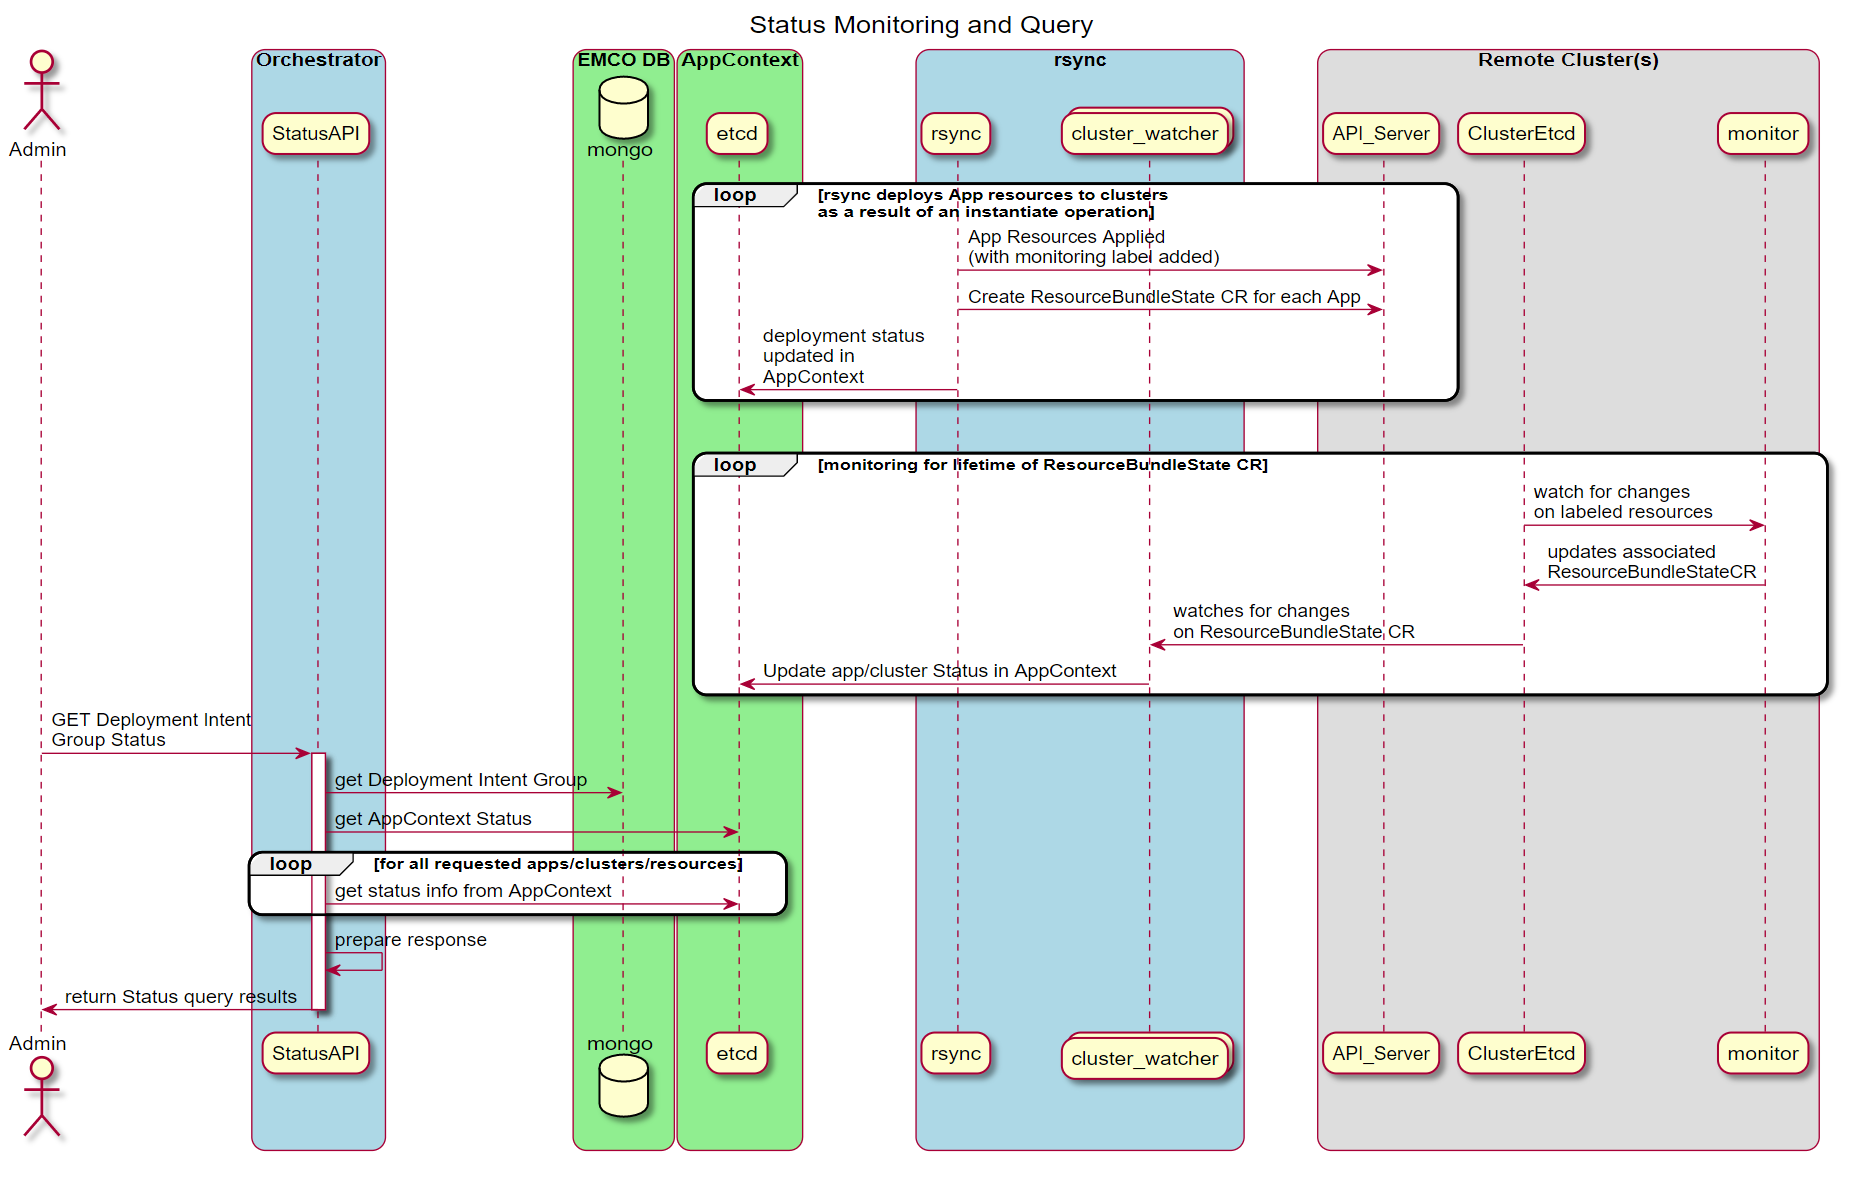 Status Monitoring and Query
Orchestrator
EMCO DB
AppContext
rsync
Remote Cluster(s)
Admin
StatusAPI
mongo
etcd
rsync
cluster_watcher
API_Server
ClusterEtcd
monitor
loop
[rsync deploys App resources to clusters
as a result of an instantiate operation]
App Resources Applied
(with monitoring label added)
Create ResourceBundleState CR for each App
deployment status
updated in
AppContext
loop
[monitoring for lifetime of ResourceBundleState CR]
watch for changes
on labeled resources
updates associated
ResourceBundleStateCR
watches for changes
on ResourceBundleState CR
Update app/cluster Status in AppContext
GET Deployment Intent
Group Status
get Deployment Intent Group
get AppContext Status
loop
[for all requested apps/clusters/resources]
get status info from AppContext
prepare response
return Status query results
Admin
StatusAPI
mongo
etcd
rsync
cluster_watcher
API_Server
ClusterEtcd
monitor